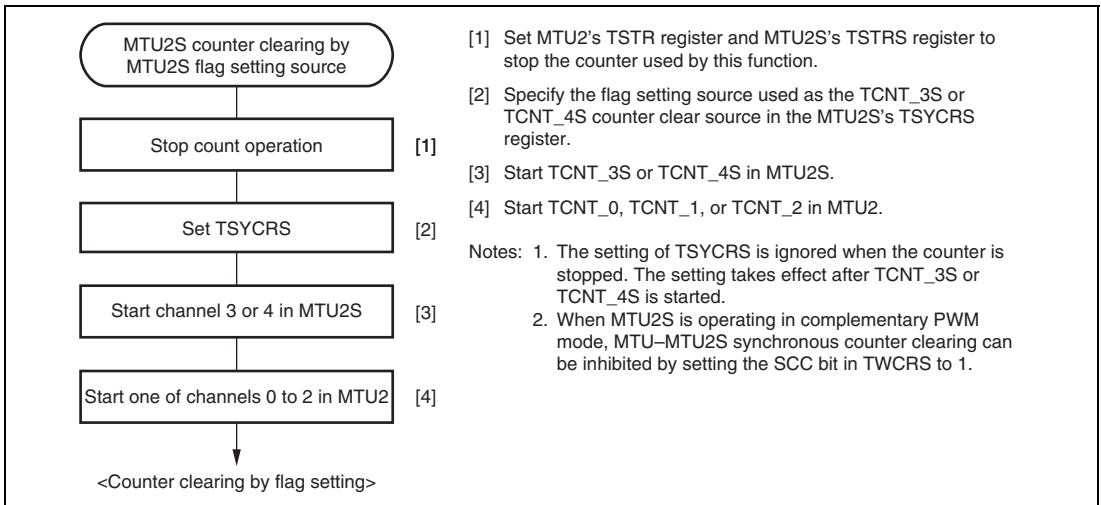 MTU2S counter clearing by
MTU2S flag setting source
Stop count operation [1]
Set TSYCRS [2]
Start channel 3 or 4 in MTU2S [3]
Start one of channels 0 to 2 in MTU2 [4]
<Counter clearing by flag setting>
[1] Set MTU2's TSTR register and MTU2S's TSTRS register to
stop the counter used by this function.
[2] Specify the flag setting source used as the TCNT_3S or
TCNT_4S counter clear source in the MTU2S's TSYCRS
register.
[3] Start TCNT_3S or TCNT_4S in MTU2S.
[4] Start TCNT_0, TCNT_1, or TCNT_2 in MTU2.
Notes: 1. The setting of TSYCRS is ignored when the counter is
stopped. The setting takes effect after TCNT_3S or
TCNT_4S is started.
2. When MTU2S is operating in complementary PWM
mode, MTU–MTU2S synchronous counter clearing can
be inhibited by setting the SCC bit in TWCRS to 1.